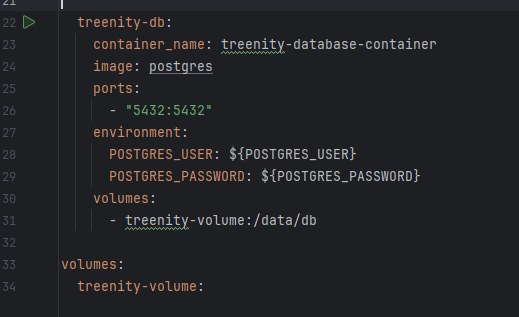 21
22 treenity-db:
23 container_name: treenity-database-container
24 image: postgres
25 ports:
26 - "5432:5432"
27 environment:
28 POSTGRES_USER: ${POSTGRES_USER}
29 POSTGRES_PASSWORD: ${POSTGRES_PASSWORD}
30 volumes:
31 - treenity-volume:/data/db
32
33 volumes:
34 treenity-volume: